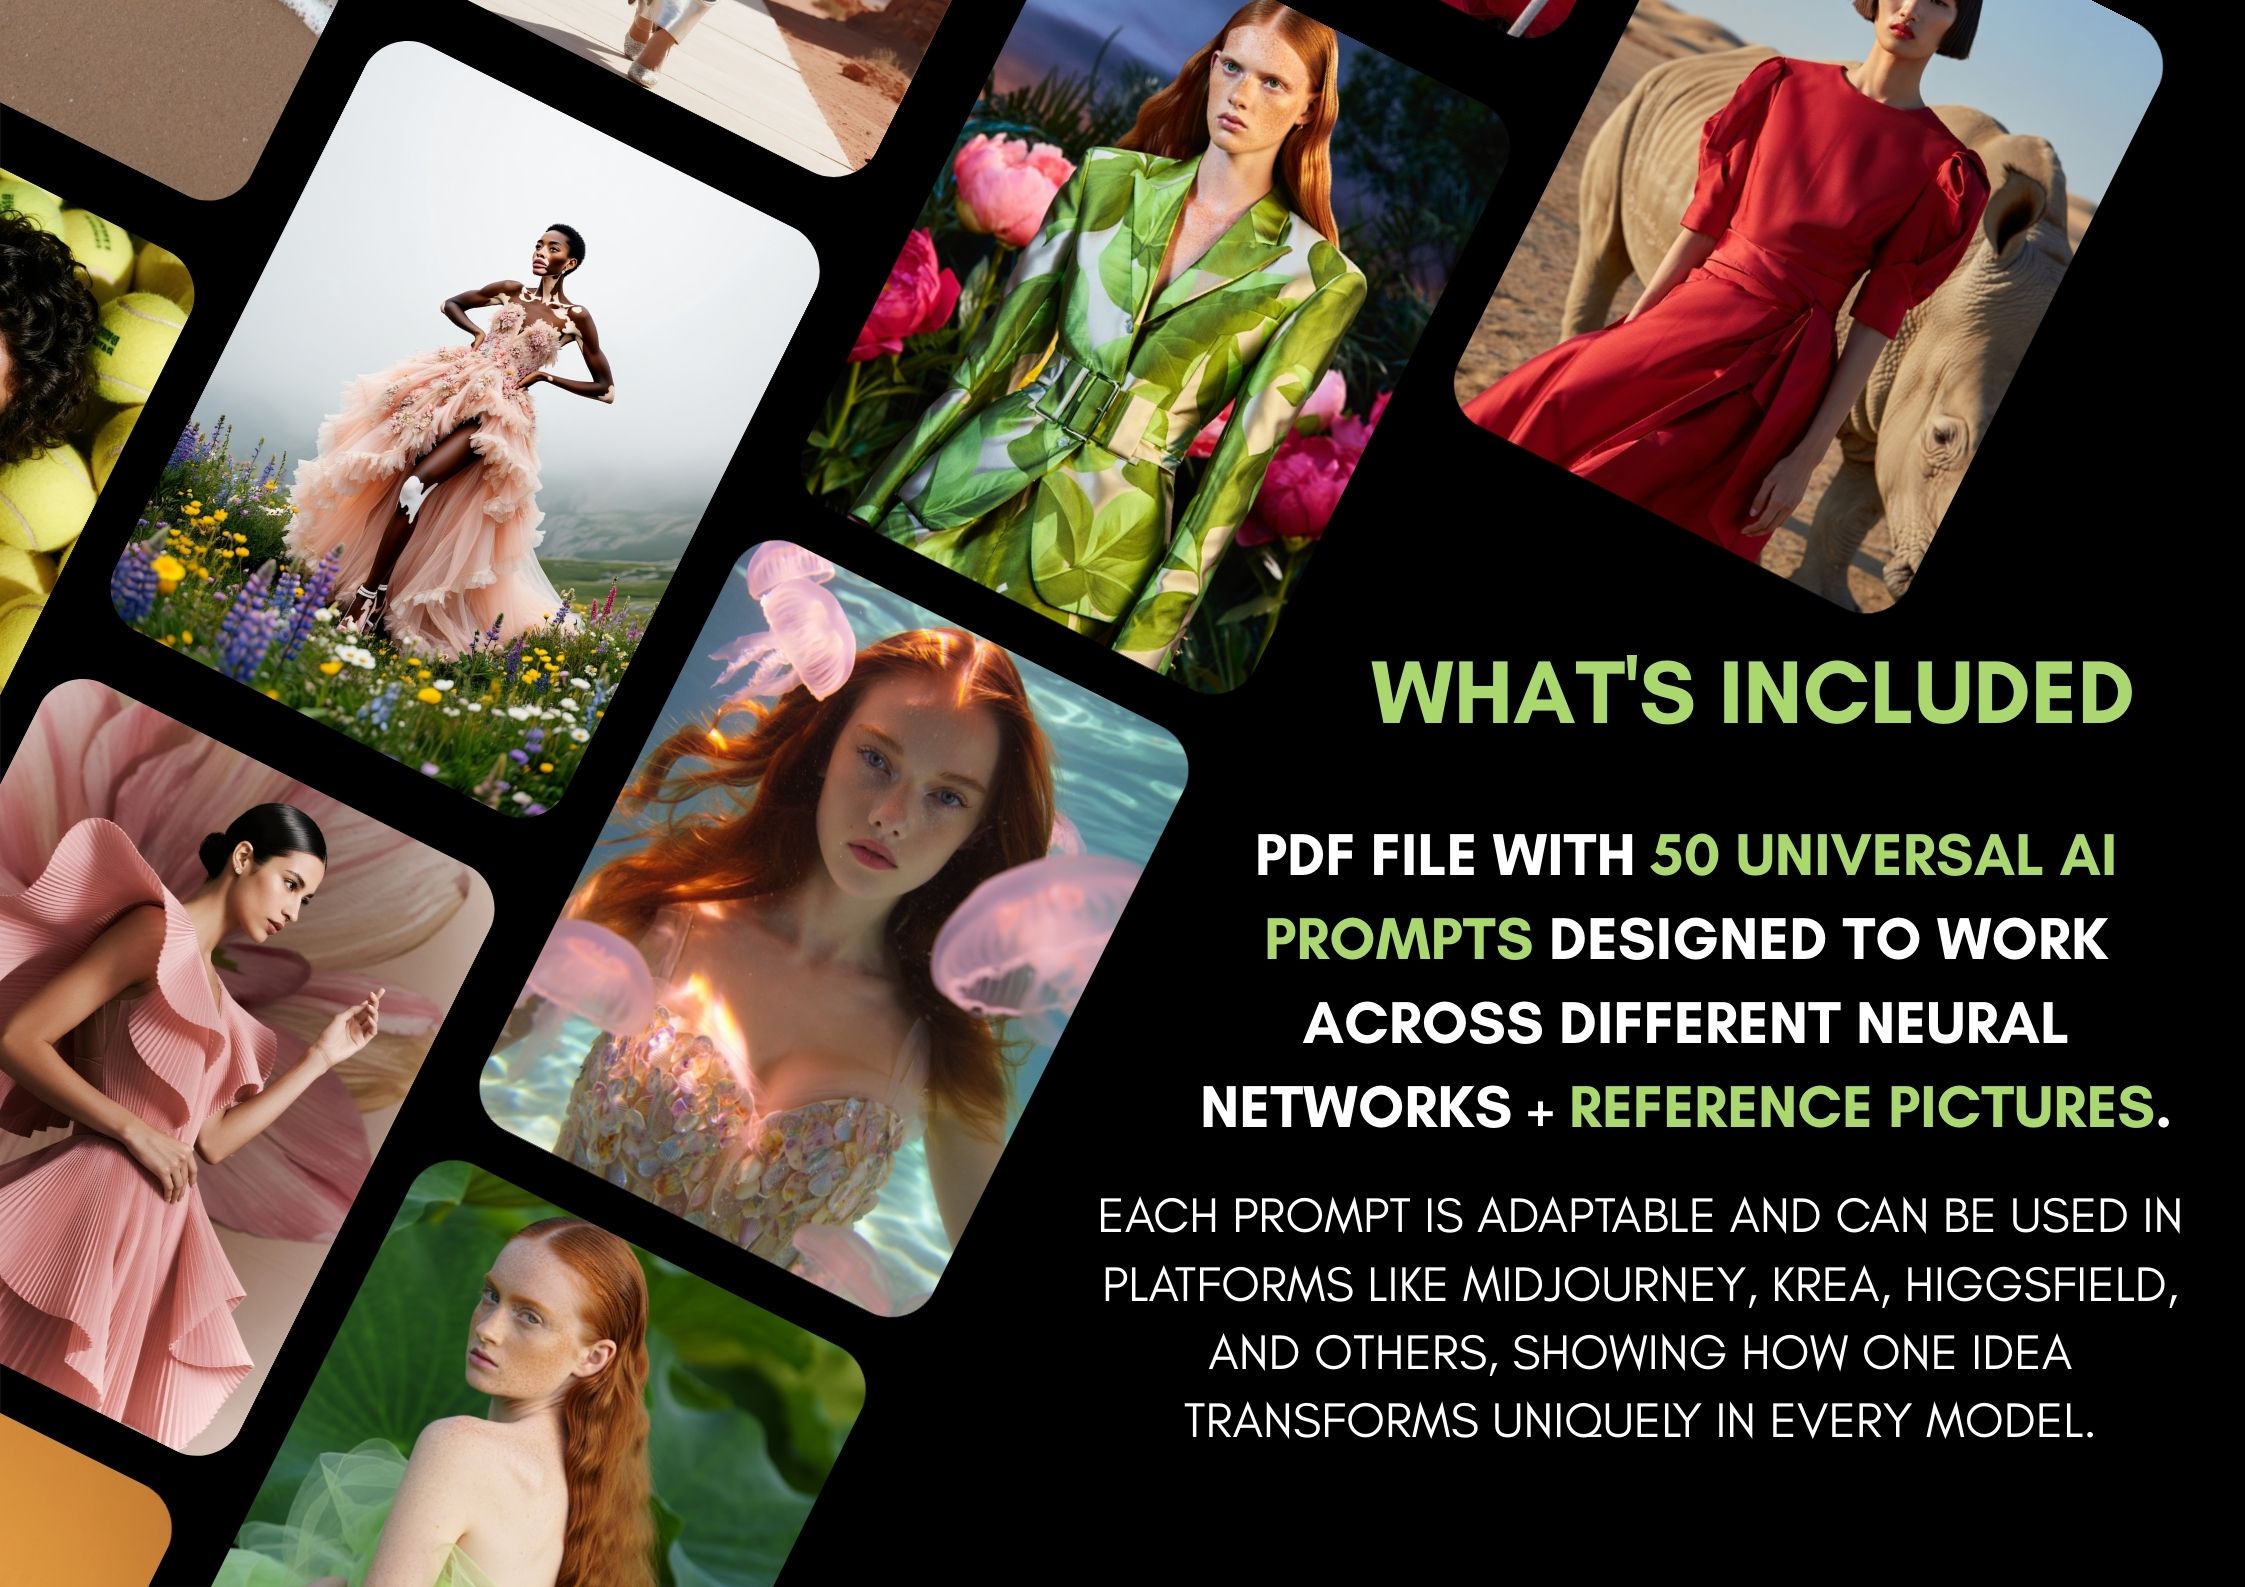 WHAT'S INCLUDED
PDF FILE WITH 50 UNIVERSAL AI
PROMPTS DESIGNED TO WORK
ACROSS DIFFERENT NEURAL
NETWORKS + REFERENCE PICTURES.
EACH PROMPT IS ADAPTABLE AND CAN BE USED IN
PLATFORMS LIKE MIDJOURNEY, KREA, HIGGSFIELD,
AND OTHERS, SHOWING HOW ONE IDEA
TRANSFORMS UNIQUELY IN EVERY MODEL.